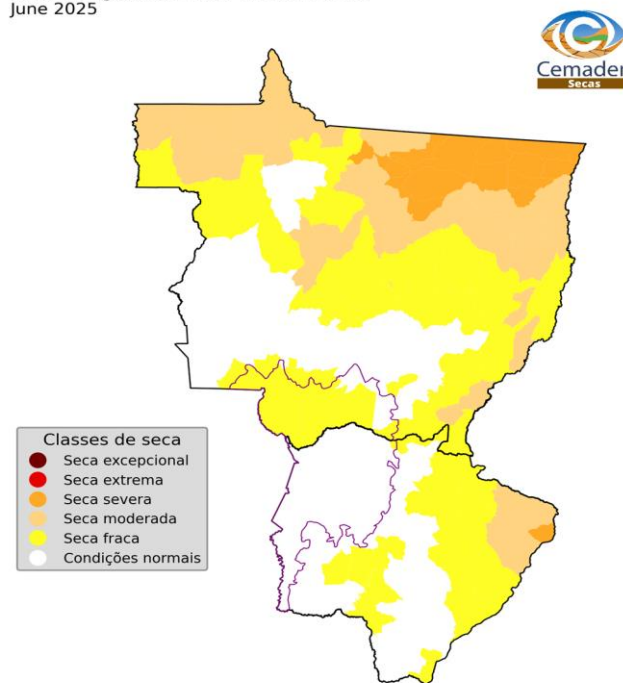 June 2025
Cemaden
Secas
Classes de seca
Seca excepcional
Seca extrema
Seca severa
Seca moderada
Seca fraca
Condições normais